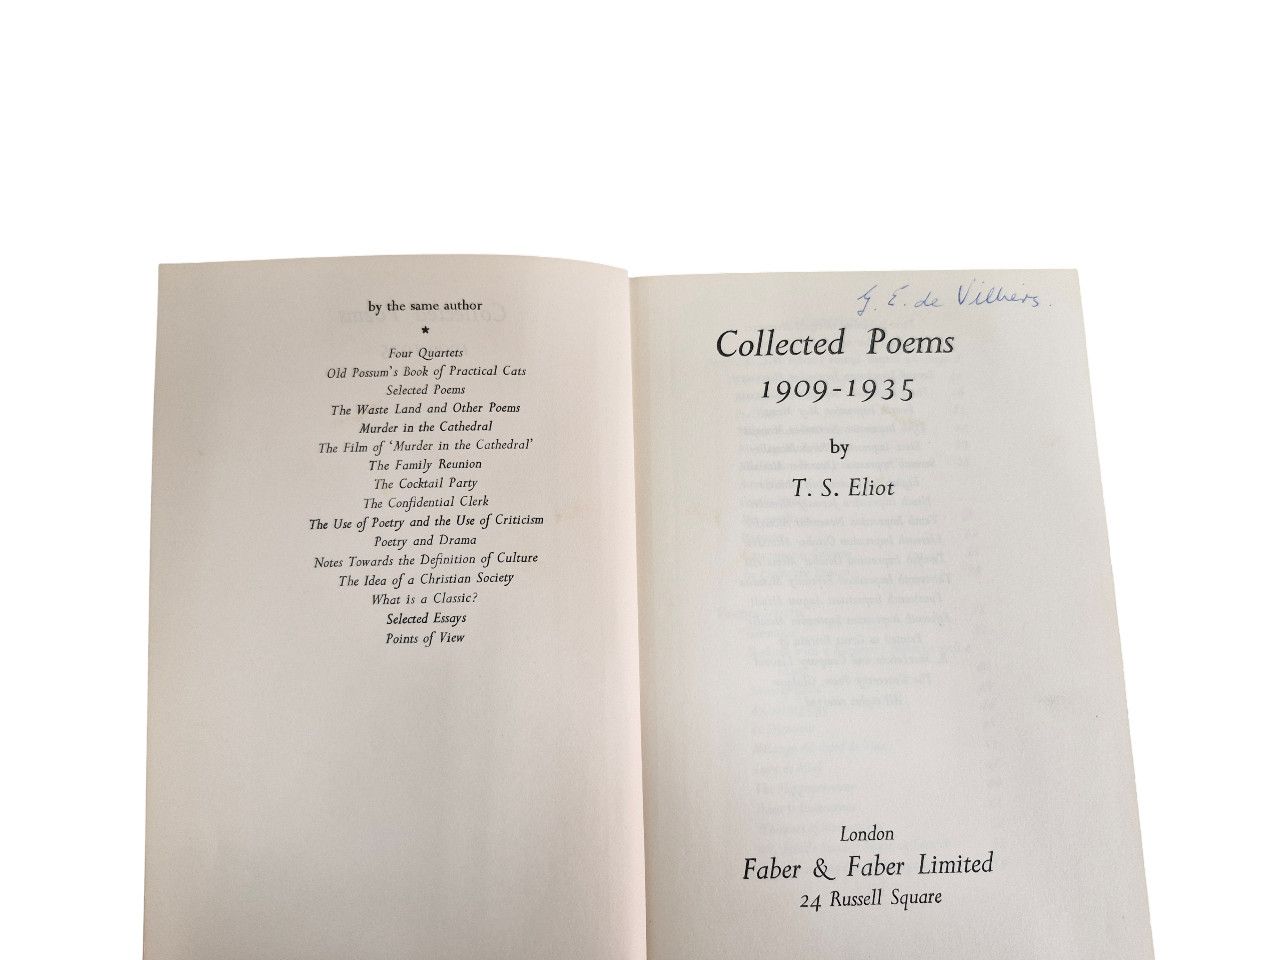 by the same author
★
Four Quartets
Old Possum's Book of Practical Cats
Selected Poems
The Waste Land and Other Poems
Murder in the Cathedral
The Film of 'Murder in the Cathedral'
The Family Reunion
The Cocktail Party
The Confidential Clerk
The Use of Poetry and the Use of Criticism
Poetry and Drama
Notes Towards the Definition of Culture
The Idea of a Christian Society
What is a Classic?
Selected Essays
Points of View
G. E. de Villiers.
Collected Poems
1909-1935
by
T. S. Eliot
London
Faber & Faber Limited
24 Russell Square